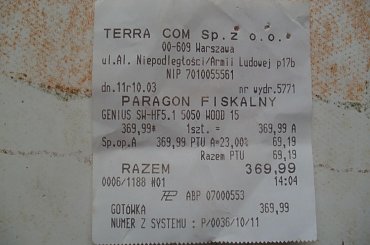 TERRA COM Sp.z o.o.
00-609 Warszawa
ul.Al. Niepodległości/Armii Ludowej p17b
NIP 7010055561
dn.11r10.03 nr wydr.5771
PARAGON FISKALNY
GENIUS SW-HF5.1 5050 WOOD 15
369,99* 1szt. = 369,99 A
Sp.op.A 369,99 PTU A=23,00% 69,19
Razem PTU 69,19
RAZEM 369,99
0006/1188 #01 14:04
ABP 07000553
GOTÓWKA 369,99
NUMER Z SYSTEMU : P/0036/10/11